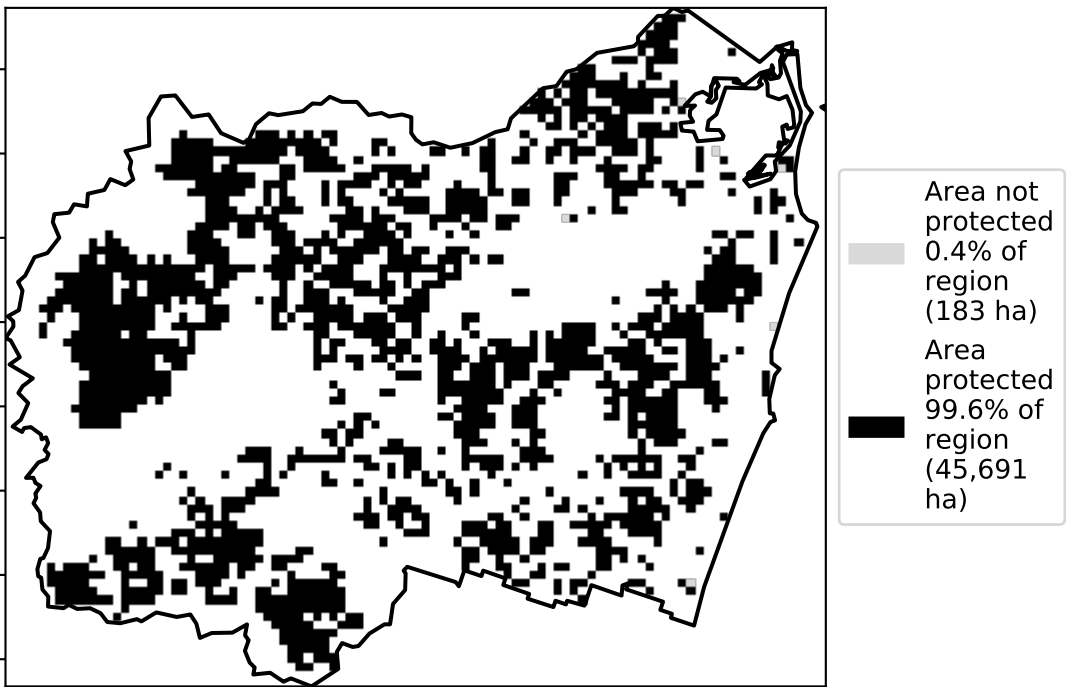 Area not
protected
0.4% of
region
(183 ha)
Area
protected
99.6% of
region
(45,691
ha)